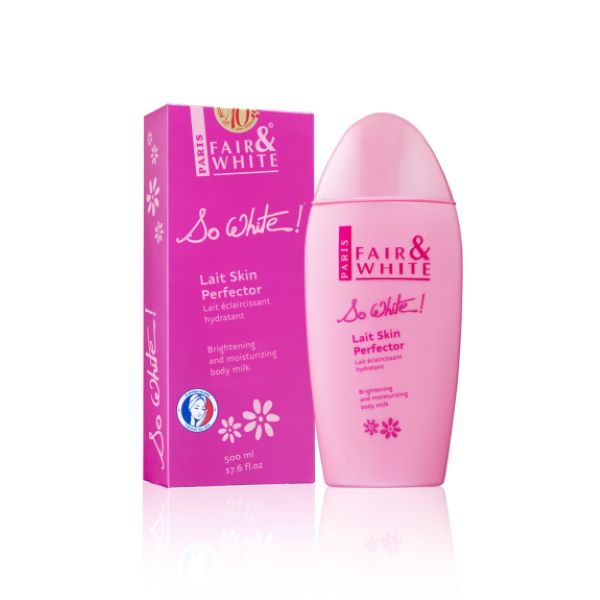 PARIS
FAIR&
WHITE
So White!
Lait Skin
Perfector
Lait éclaircissant
hydratant
Brightening
and moisturizing
body milk
500 ml
17.6 fl.oz
So White!
PARIS
FAIR&
WHITE
So White!
Lait Skin
Perfector
Lait éclaircissant
hydratant
Brightening
and moisturizing
body milk